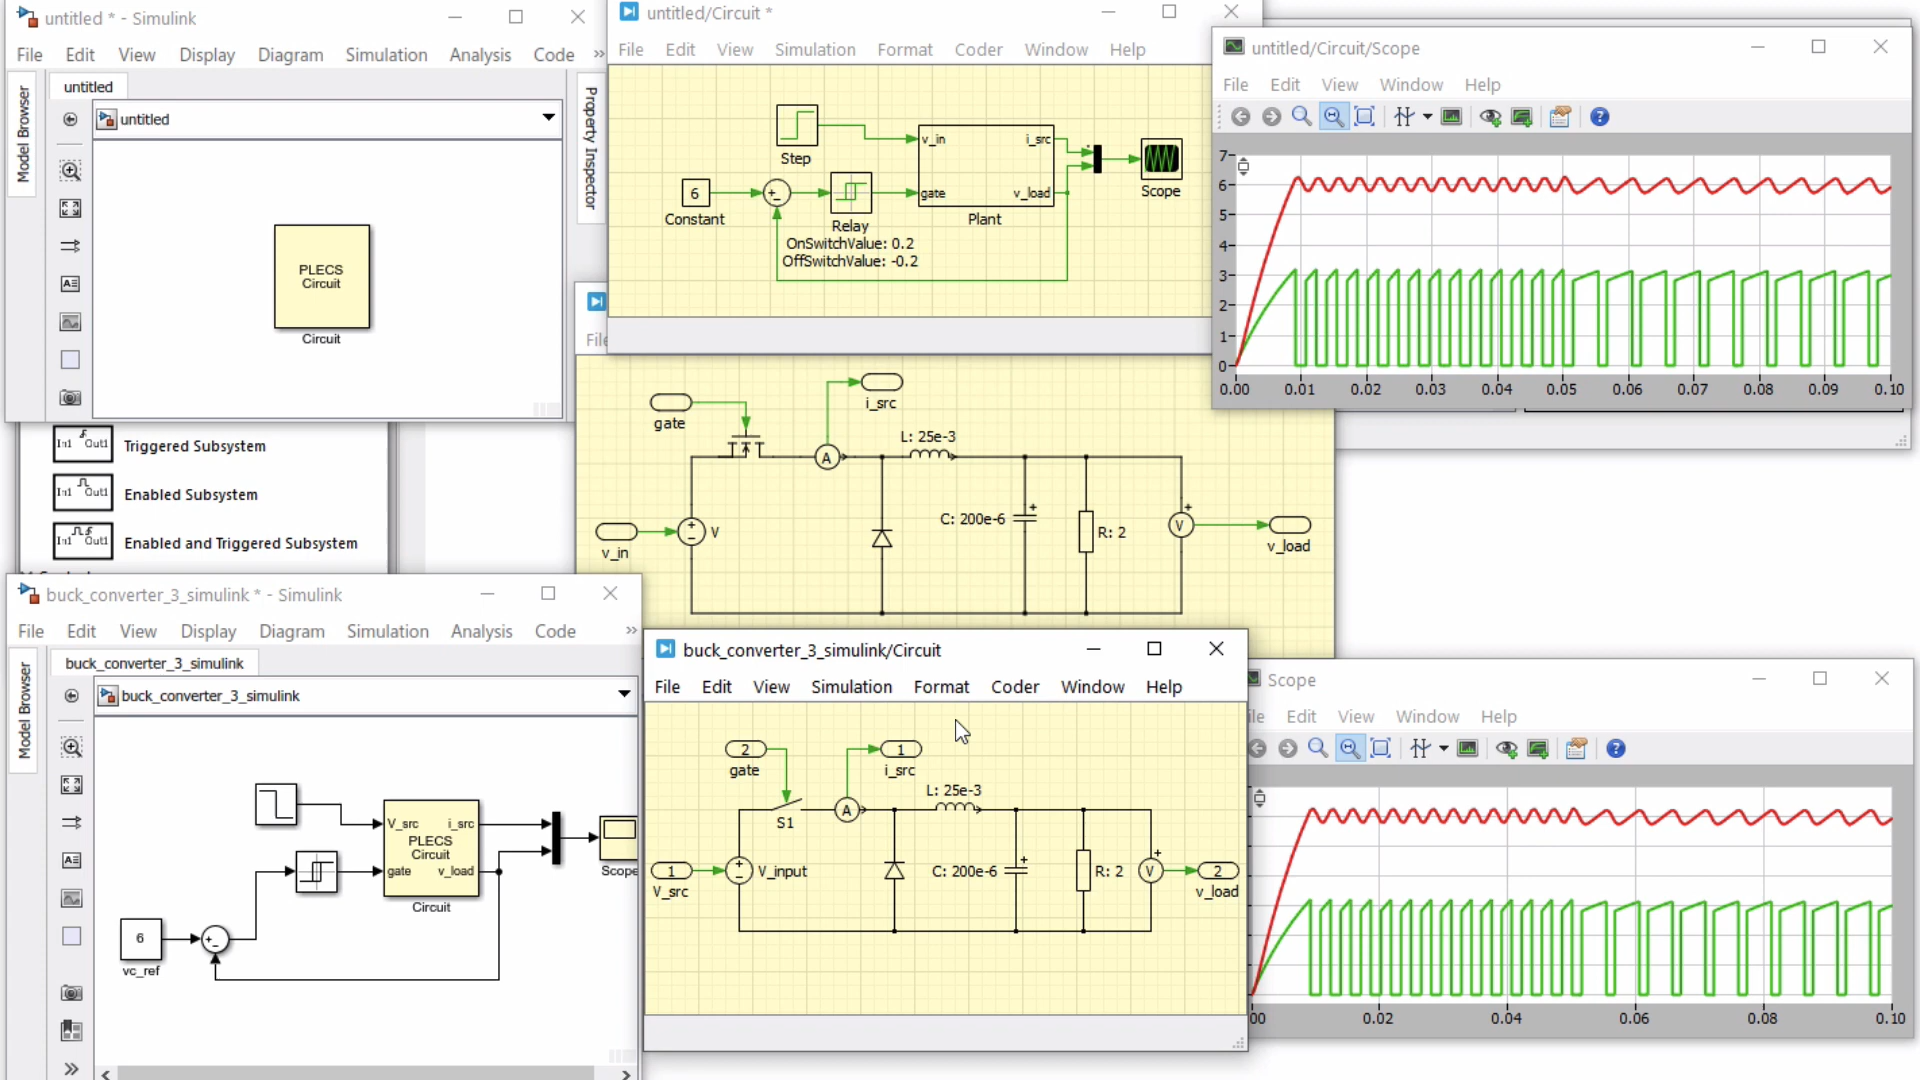 untitled * - Simulink
File Edit View Display Diagram Simulation Analysis Code »
Model Browser
untitled
untitled
Property Inspector
PLECS
Circuit
Circuit
untitled/Circuit *
File Edit View Simulation Format Coder Window Help
Step
v_in
i_src
6
Constant
Relay
OnSwitchValue: 0.2
OffSwitchValue: -0.2
gate
v_load
Plant
Scope
untitled/Circuit/Scope
File Edit View Window Help
7
6
5
4
3
2
1
0
0.00 0.01 0.02 0.03 0.04 0.05 0.06 0.07 0.08 0.09 0.10
In1 Out1 Triggered Subsystem
In1 Out1 Enabled Subsystem
In1 Out1 Enabled and Triggered Subsystem
File
gate
i_src
A
L: 25e-3
v_in
V
C: 200e-6
R: 2
V
v_load
buck_converter_3_simulink * - Simulink
File Edit View Display Diagram Simulation Analysis Code »
Model Browser
buck_converter_3_simulink
buck_converter_3_simulink
V_src i_src
PLECS
Circuit
gate v_load
Circuit
Scope
6
vc_ref
buck_converter_3_simulink/Circuit
File Edit View Simulation Format Coder Window Help
2
gate
1
i_src
S1
A
L: 25e-3
1
V_src
V_input
C: 200e-6
R: 2
V
2
v_load
Scope
Edit View Window Help
0.02 0.04 0.06 0.08 0.10